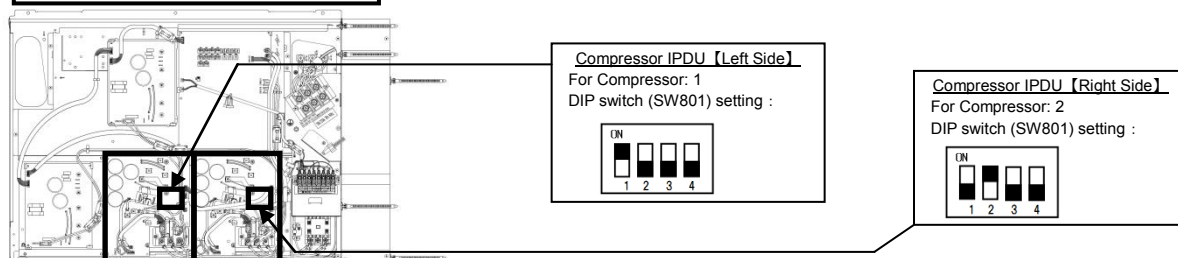 Compressor IPDU【Left Side】
For Compressor: 1
DIP switch (SW801) setting :
ON
1 2 3 4
Compressor IPDU【Right Side】
For Compressor: 2
DIP switch (SW801) setting :
ON
1 2 3 4